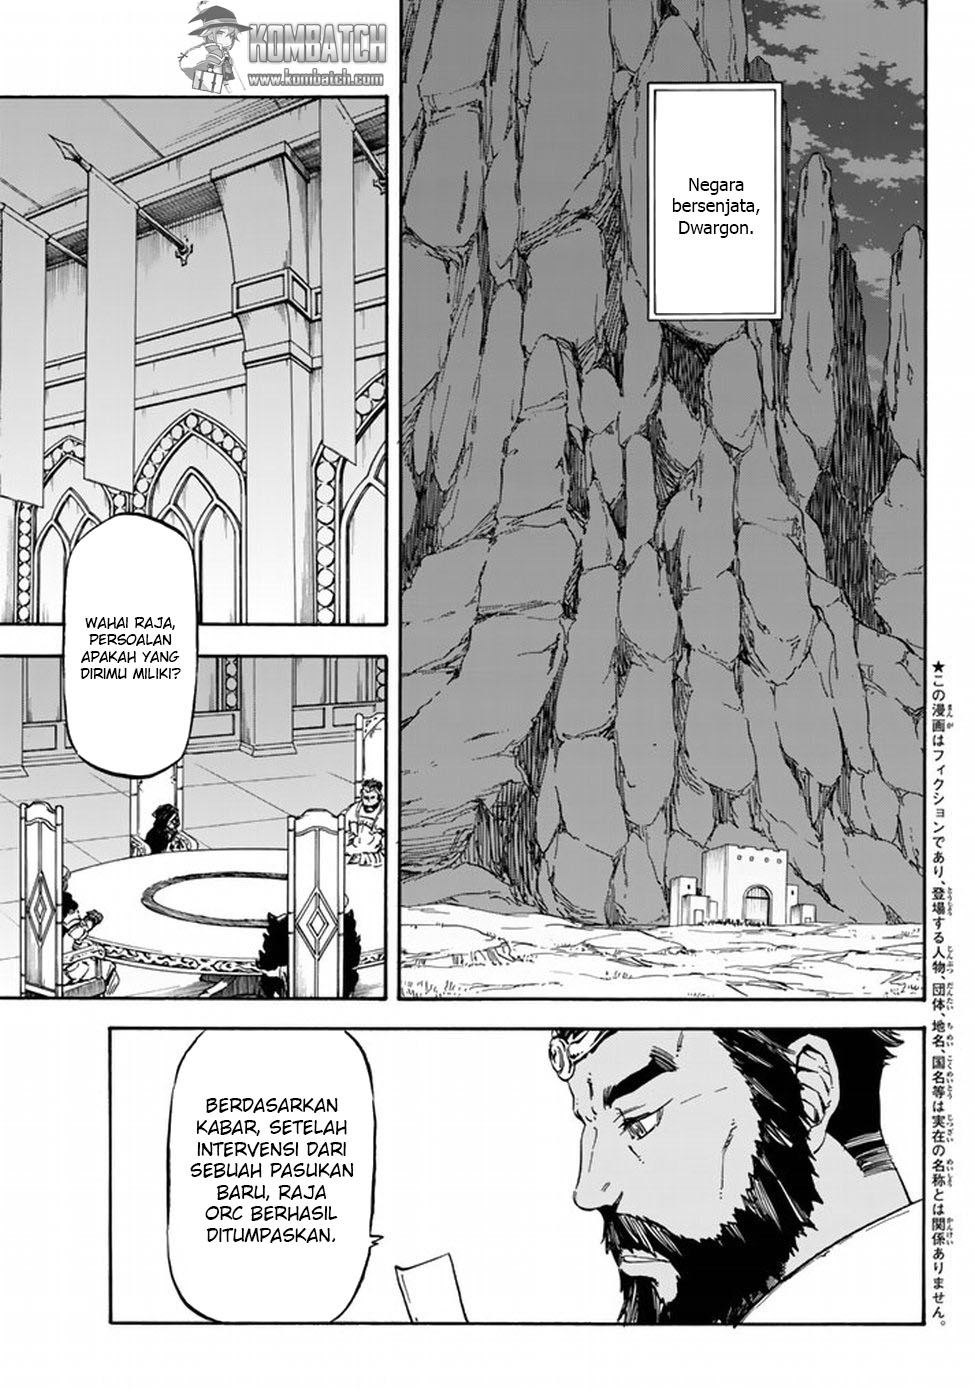 KOMBATCH
www.kombatch.com
Negara
bersenjata,
Dwargon.
WAHAI RAJA,
PERSOALAN
APAKAH YANG
DIRIMU MILIKI?
BERDASARKAN
KABAR, SETELAH
INTERVENSI DARI
SEBUAH PASUKAN
BARU, RAJA
ORC BERHASIL
DITUMPASKAN.
★この漫画はフィクションであり、登場する人物、団体、地名、国名等は実在の名称とは関係ありません。